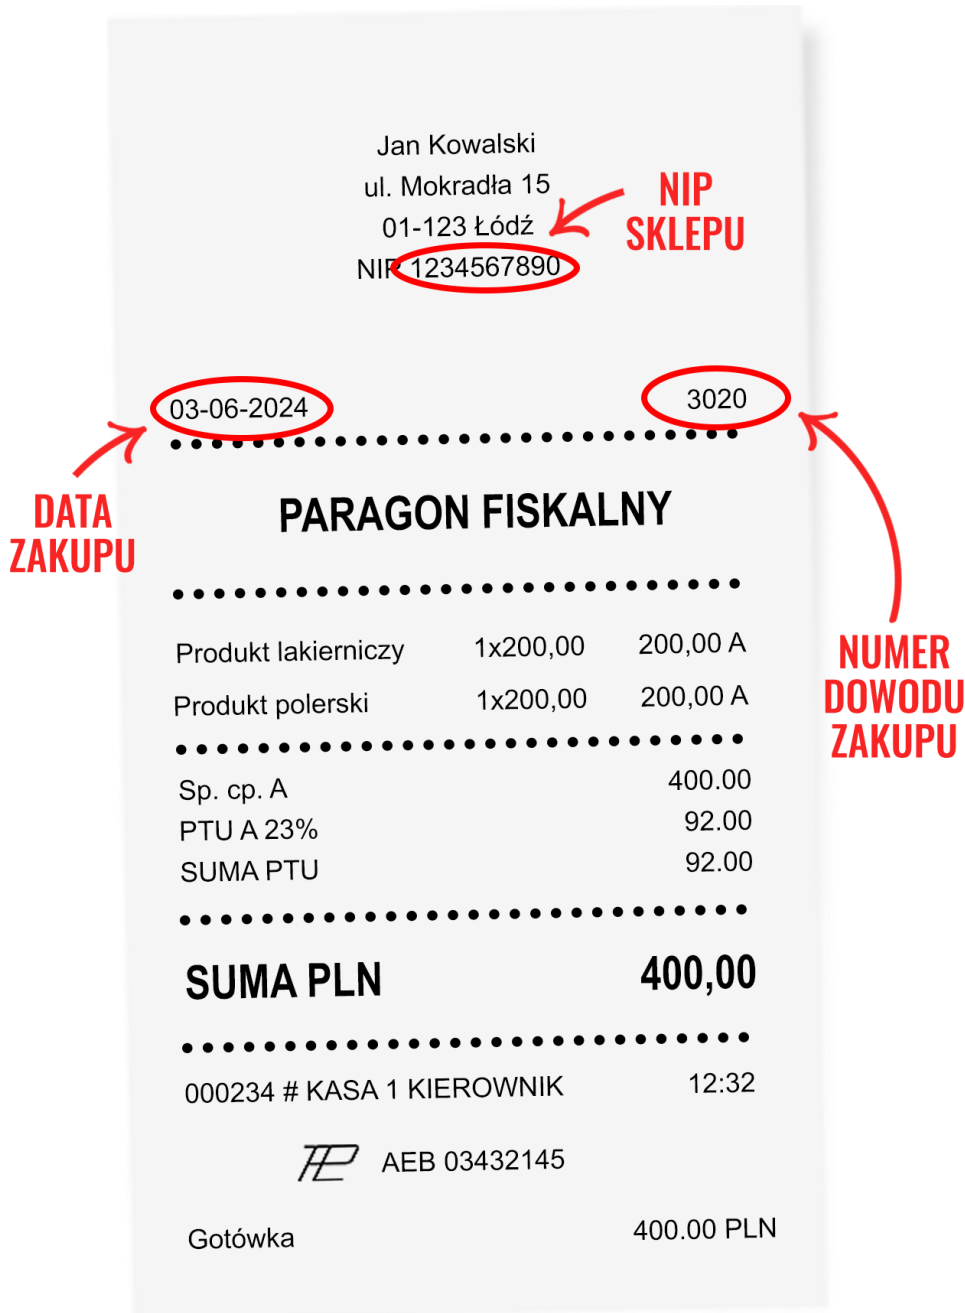 Jan Kowalski
ul. Mokradła 15
01-123 Łódź
NIP 1234567890
NIP
SKLEPU
03-06-2024 3020
DATA
ZAKUPU
PARAGON FISKALNY
Produkt lakierniczy 1x200,00 200,00 A
Produkt polerski 1x200,00 200,00 A
NUMER
DOWODU
ZAKUPU
Sp. cp. A 400.00
PTU A 23% 92.00
SUMA PTU 92.00
SUMA PLN 400,00
000234 # KASA 1 KIEROWNIK 12:32
AEB 03432145
Gotówka 400.00 PLN